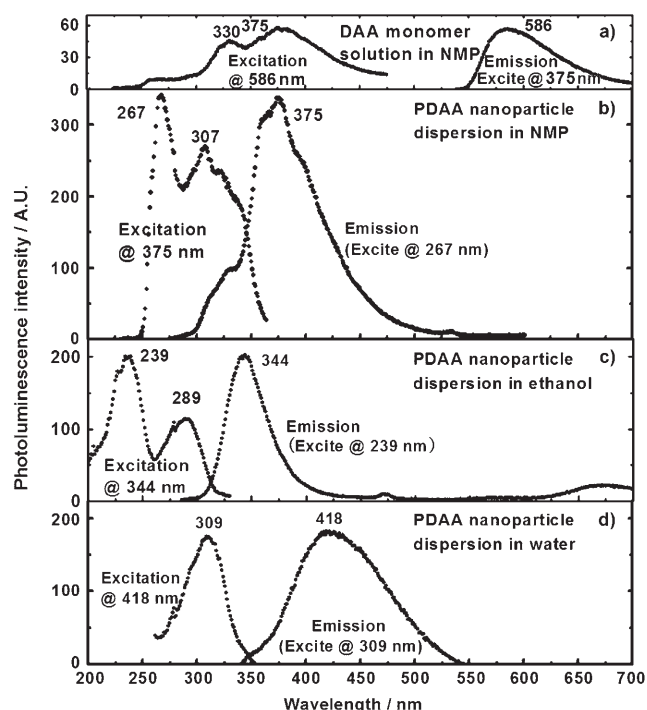 60
30
0
330
375
DAA monomer
solution in NMP
586
a)
Excitation
@ 586 nm
Emission
Excite @ 375nm
300
200
100
0
267
307
375
PDAA nanoparticle
dispersion in NMP
b)
Excitation
@ 375 nm
Emission
(Excite @ 267 nm)
200
100
0
239
289
344
PDAA nanoparticle
dispersion in ethanol
c)
Emission
(Excite @ 239 nm)
Excitation
@ 344 nm
200
100
0
309
418
PDAA nanoparticle
dispersion in water
d)
Excitation
@ 418 nm
Emission
(Excite @ 309 nm)
200 250 300 350 400 450 500 550 600 650 700
Wavelength / nm
Photoluminescence intensity / A.U.